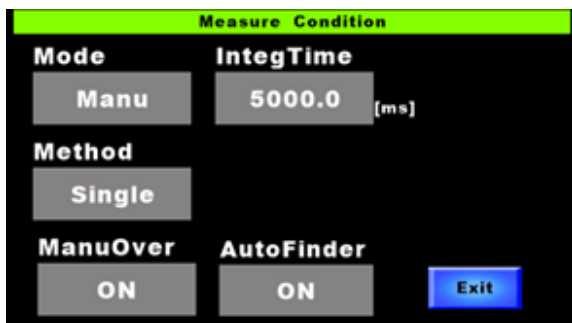 Measure Condition
Mode IntegTime
Manu 5000.0 [ms]
Method
Single
ManuOver AutoFinder
ON ON Exit